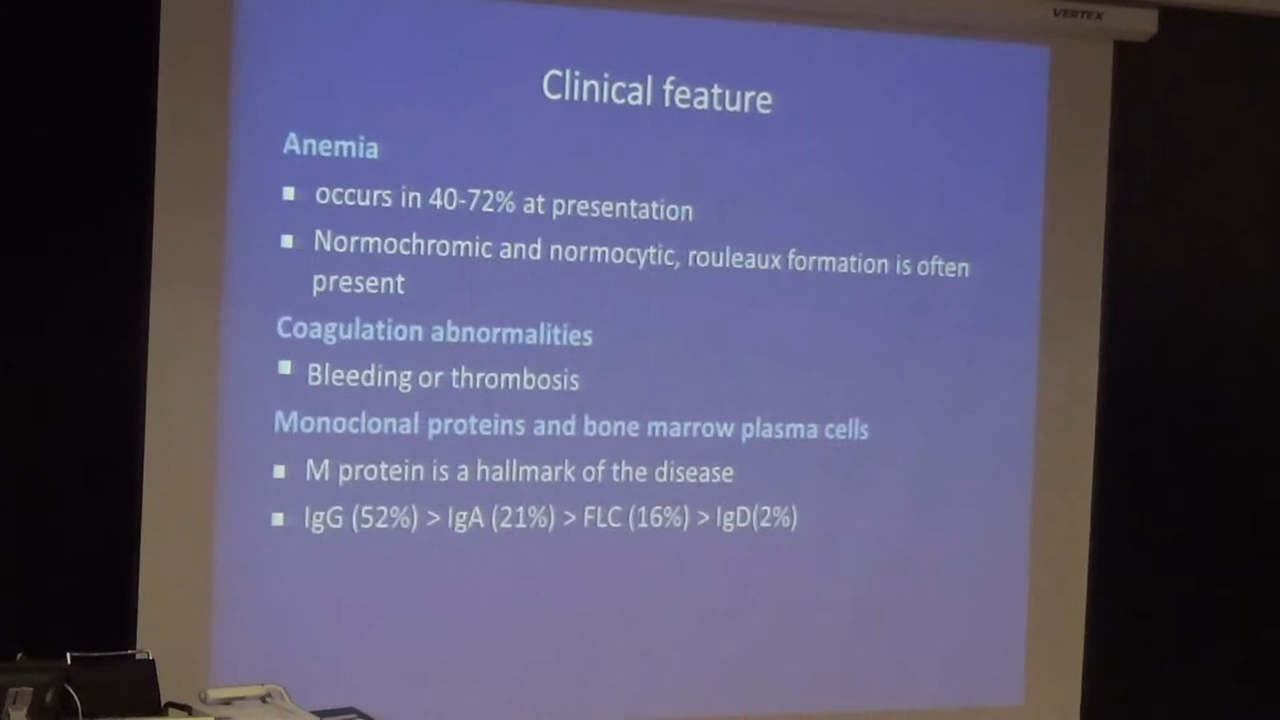 VERTEX
Clinical feature
Anemia
▪ occurs in 40-72% at presentation
▪ Normochromic and normocytic, rouleaux formation is often
present
Coagulation abnormalities
▪ Bleeding or thrombosis
Monoclonal proteins and bone marrow plasma cells
▪ M protein is a hallmark of the disease
▪ IgG (52%) > IgA (21%) > FLC (16%) > IgD(2%)